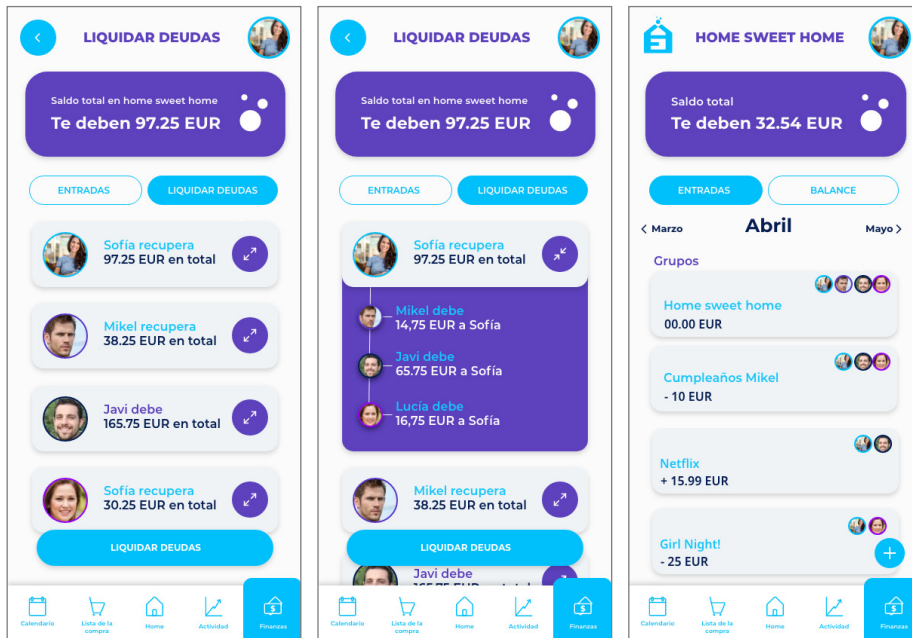 LIQUIDAR DEUDAS
Saldo total en home sweet home
Te deben 97.25 EUR
ENTRADAS
LIQUIDAR DEUDAS
Sofía recupera
97.25 EUR en total
Mikel recupera
38.25 EUR en total
Javi debe
165.75 EUR en total
Sofía recupera
30.25 EUR en total
LIQUIDAR DEUDAS
Calendario
Lista de la
compra
Home
Actividad
Finanzas
LIQUIDAR DEUDAS
Saldo total en home sweet home
Te deben 97.25 EUR
ENTRADAS
LIQUIDAR DEUDAS
Sofía recupera
97.25 EUR en total
Mikel debe
14,75 EUR a Sofía
Javi debe
65.75 EUR a Sofía
Lucía debe
16,75 EUR a Sofía
Mikel recupera
38.25 EUR en total
LIQUIDAR DEUDAS
Javi debe
Calendario
Lista de la
compra
Home
Actividad
Finanzas
HOME SWEET HOME
Saldo total
Te deben 32.54 EUR
ENTRADAS
BALANCE
< Marzo
Abril
Mayo >
Grupos
Home sweet home
00.00 EUR
Cumpleaños Mikel
- 10 EUR
Netflix
+ 15.99 EUR
Girl Night!
- 25 EUR
+
Calendario
Lista de la
compra
Home
Actividad
Finanzas